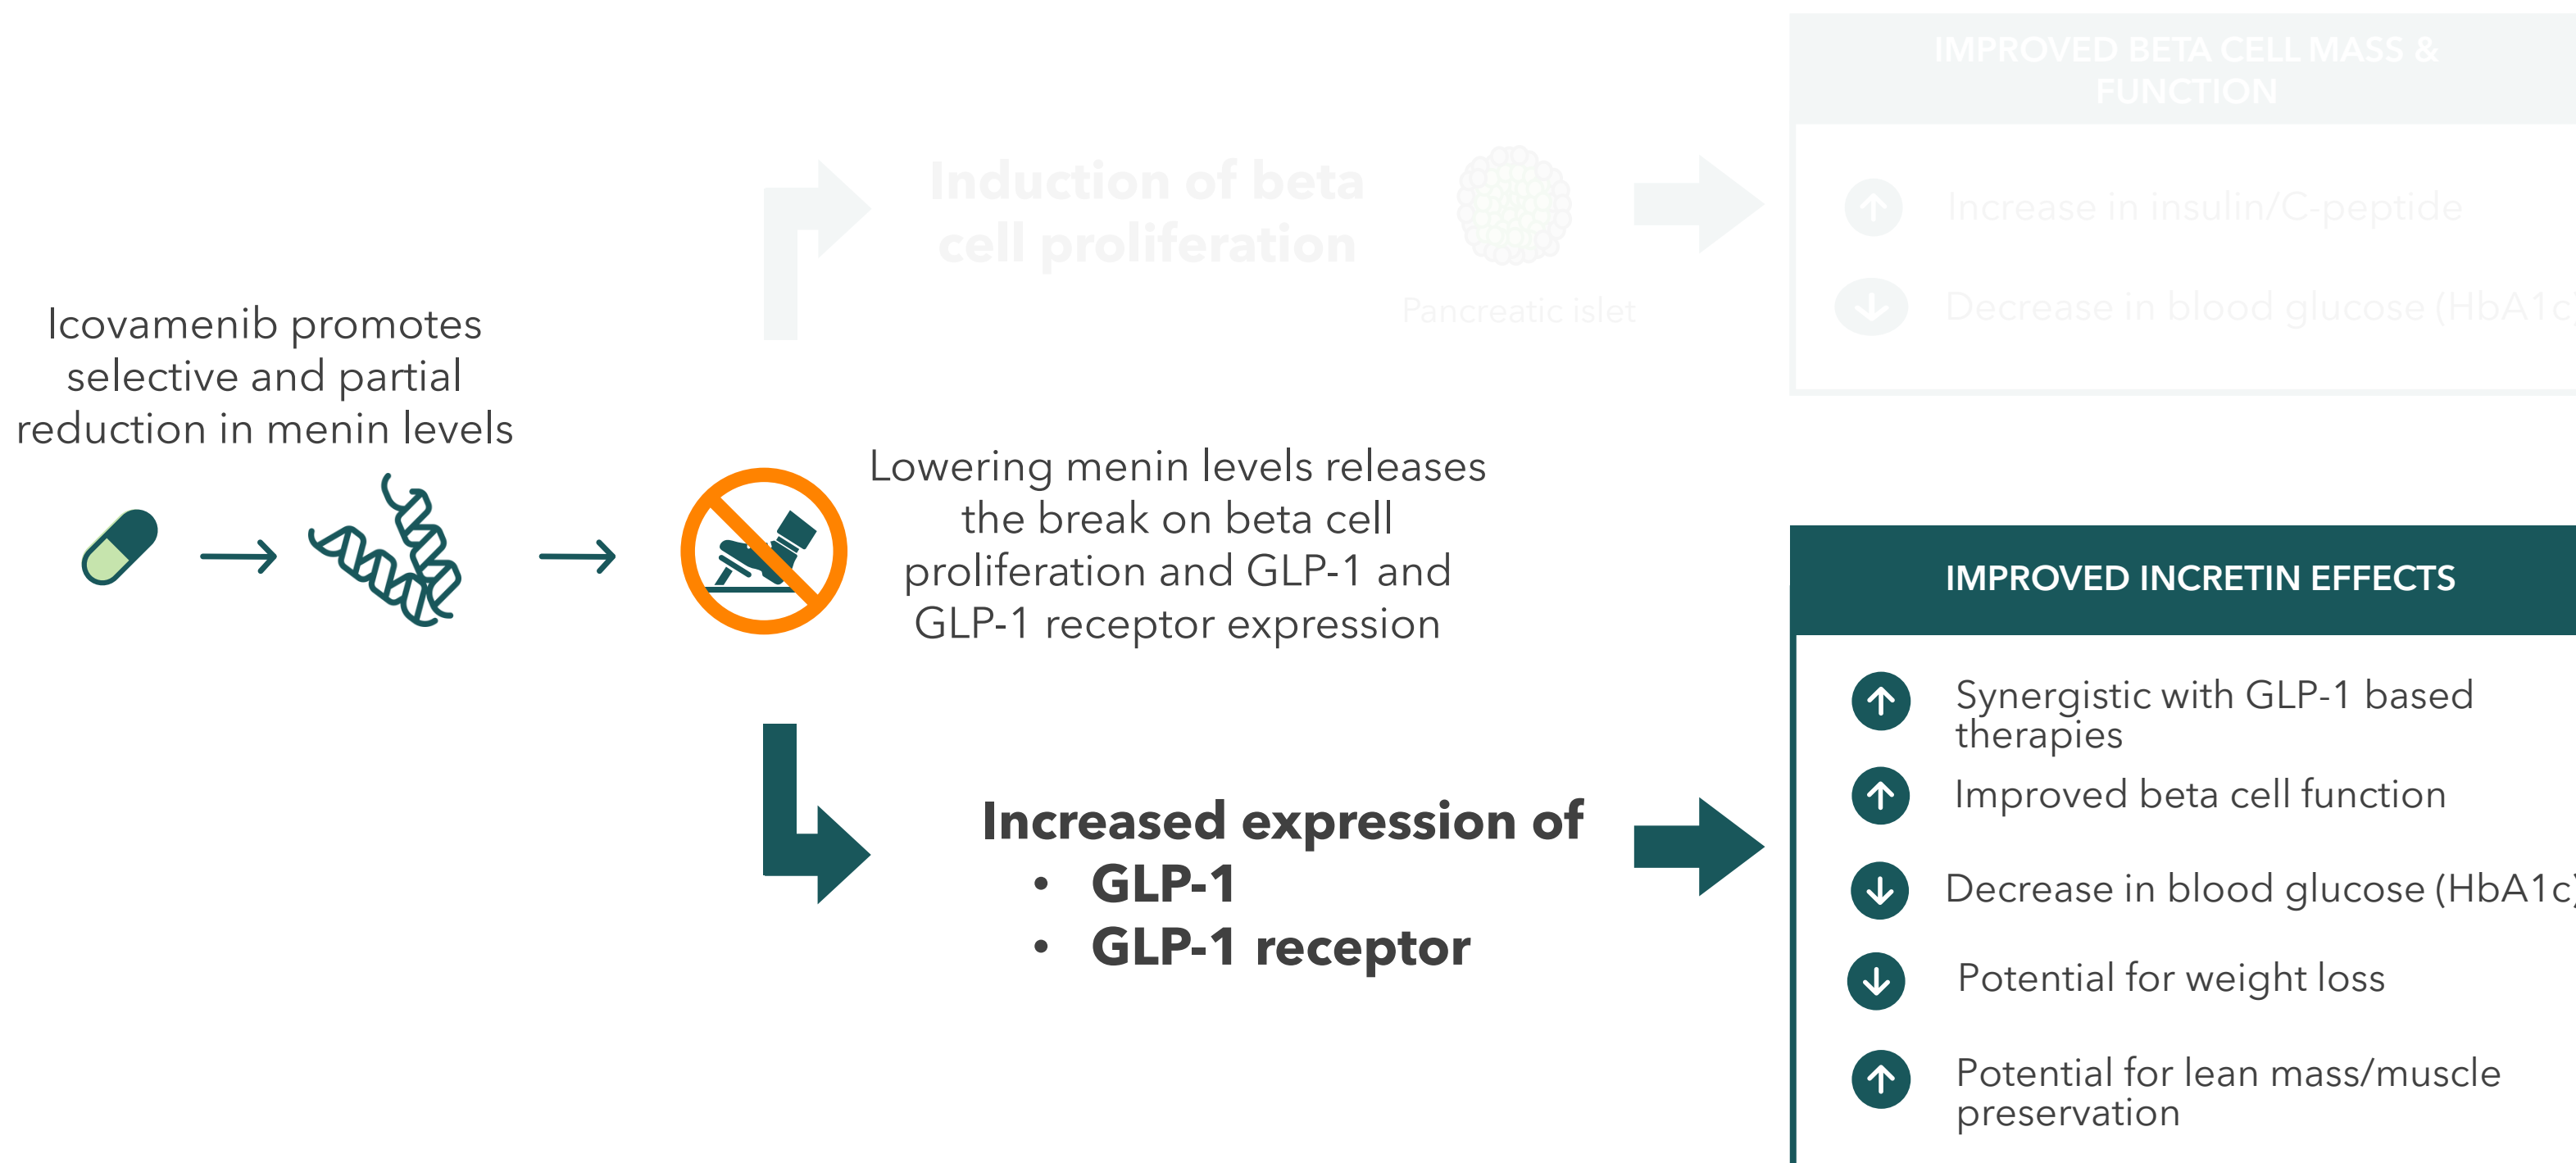 IMPROVED BETA CELL MASS &
FUNCTION
Induction of beta
cell proliferation
Pancreatic islet
Increase in insulin/C-peptide
Decrease in blood glucose (HbA1c)
Icovamenib promotes
selective and partial
reduction in menin levels
Lowering menin levels releases
the break on beta cell
proliferation and GLP-1 and
GLP-1 receptor expression
Increased expression of
• GLP-1
• GLP-1 receptor
IMPROVED INCRETIN EFFECTS
Synergistic with GLP-1 based
therapies
Improved beta cell function
Decrease in blood glucose (HbA1c)
Potential for weight loss
Potential for lean mass/muscle
preservation